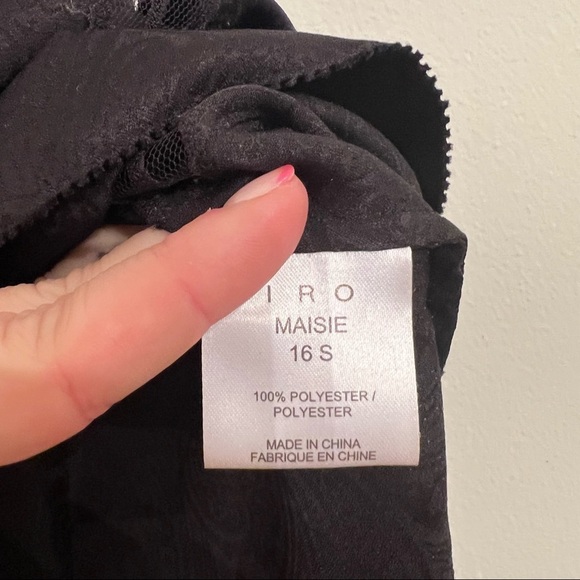 IRO
MAISIE
16 S
100% POLYESTER /
POLYESTER
MADE IN CHINA
FABRIQUE EN CHINE